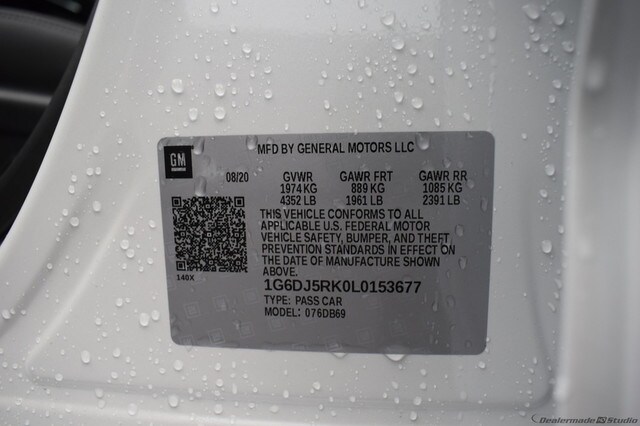 GM
MFD BY GENERAL MOTORS LLC
08/20 GVWR GAWR FRT GAWR RR
1974 KG 889 KG 1085 KG
4352 LB 1961 LB 2391 LB
THIS VEHICLE CONFORMS TO ALL
APPLICABLE U.S. FEDERAL MOTOR
VEHICLE SAFETY, BUMPER, AND THEFT
PREVENTION STANDARDS IN EFFECT ON
THE DATE OF MANUFACTURE SHOWN
ABOVE.
140X
1G6DJ5RK0L0153677
TYPE: PASS CAR
MODEL: 076DB69
Dealermade Studio